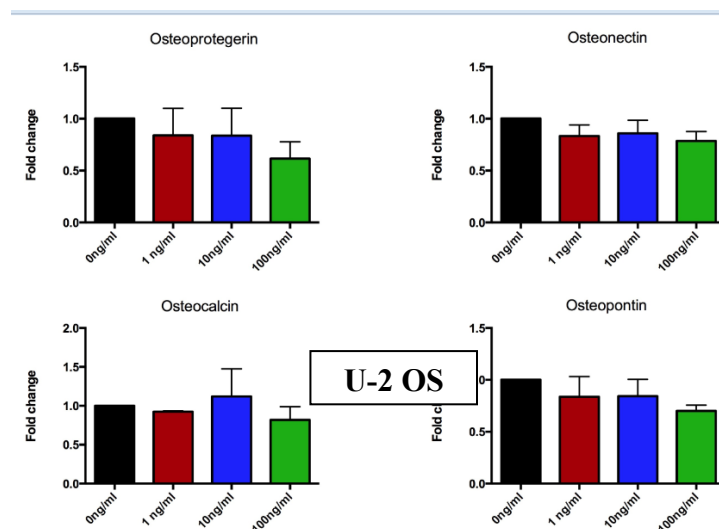 Osteoprotegerin
Fold change
1.5
1.0
0.5
0.0
0ng/ml
1 ng/ml
10ng/ml
100ng/ml
Osteonectin
Fold change
1.5
1.0
0.5
0.0
0ng/ml
1 ng/ml
10ng/ml
100ng/ml
Osteocalcin
Fold change
2.0
1.5
1.0
0.5
0.0
0ng/ml
1 ng/ml
10ng/ml
100ng/ml
U-2 OS
Osteopontin
1.5
0.5
0.0
0ng/ml
1 ng/ml
10ng/ml
100ng/ml